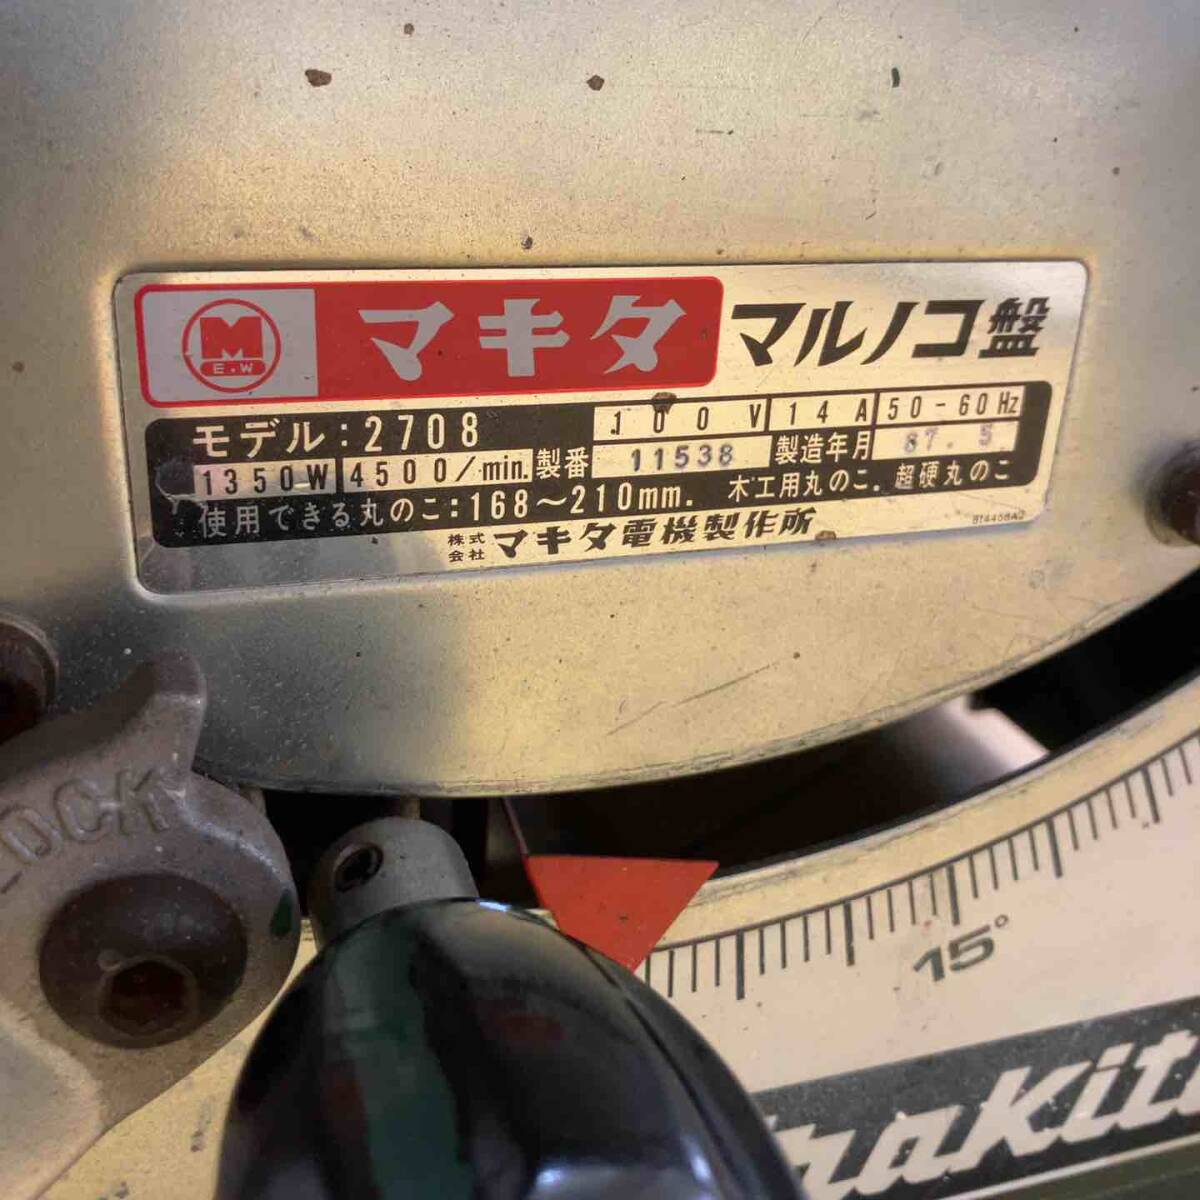 M
E.W
マキタ マルノコ盤
モデル:2708 100V 14A 50-60Hz
1350W 4500/min. 製番 11538 製造年月 87.5
使用できる丸のこ:168〜210mm. 木工用丸のこ. 超硬丸のこ
株式会社 マキタ電機製作所
LOCK
15°
makita